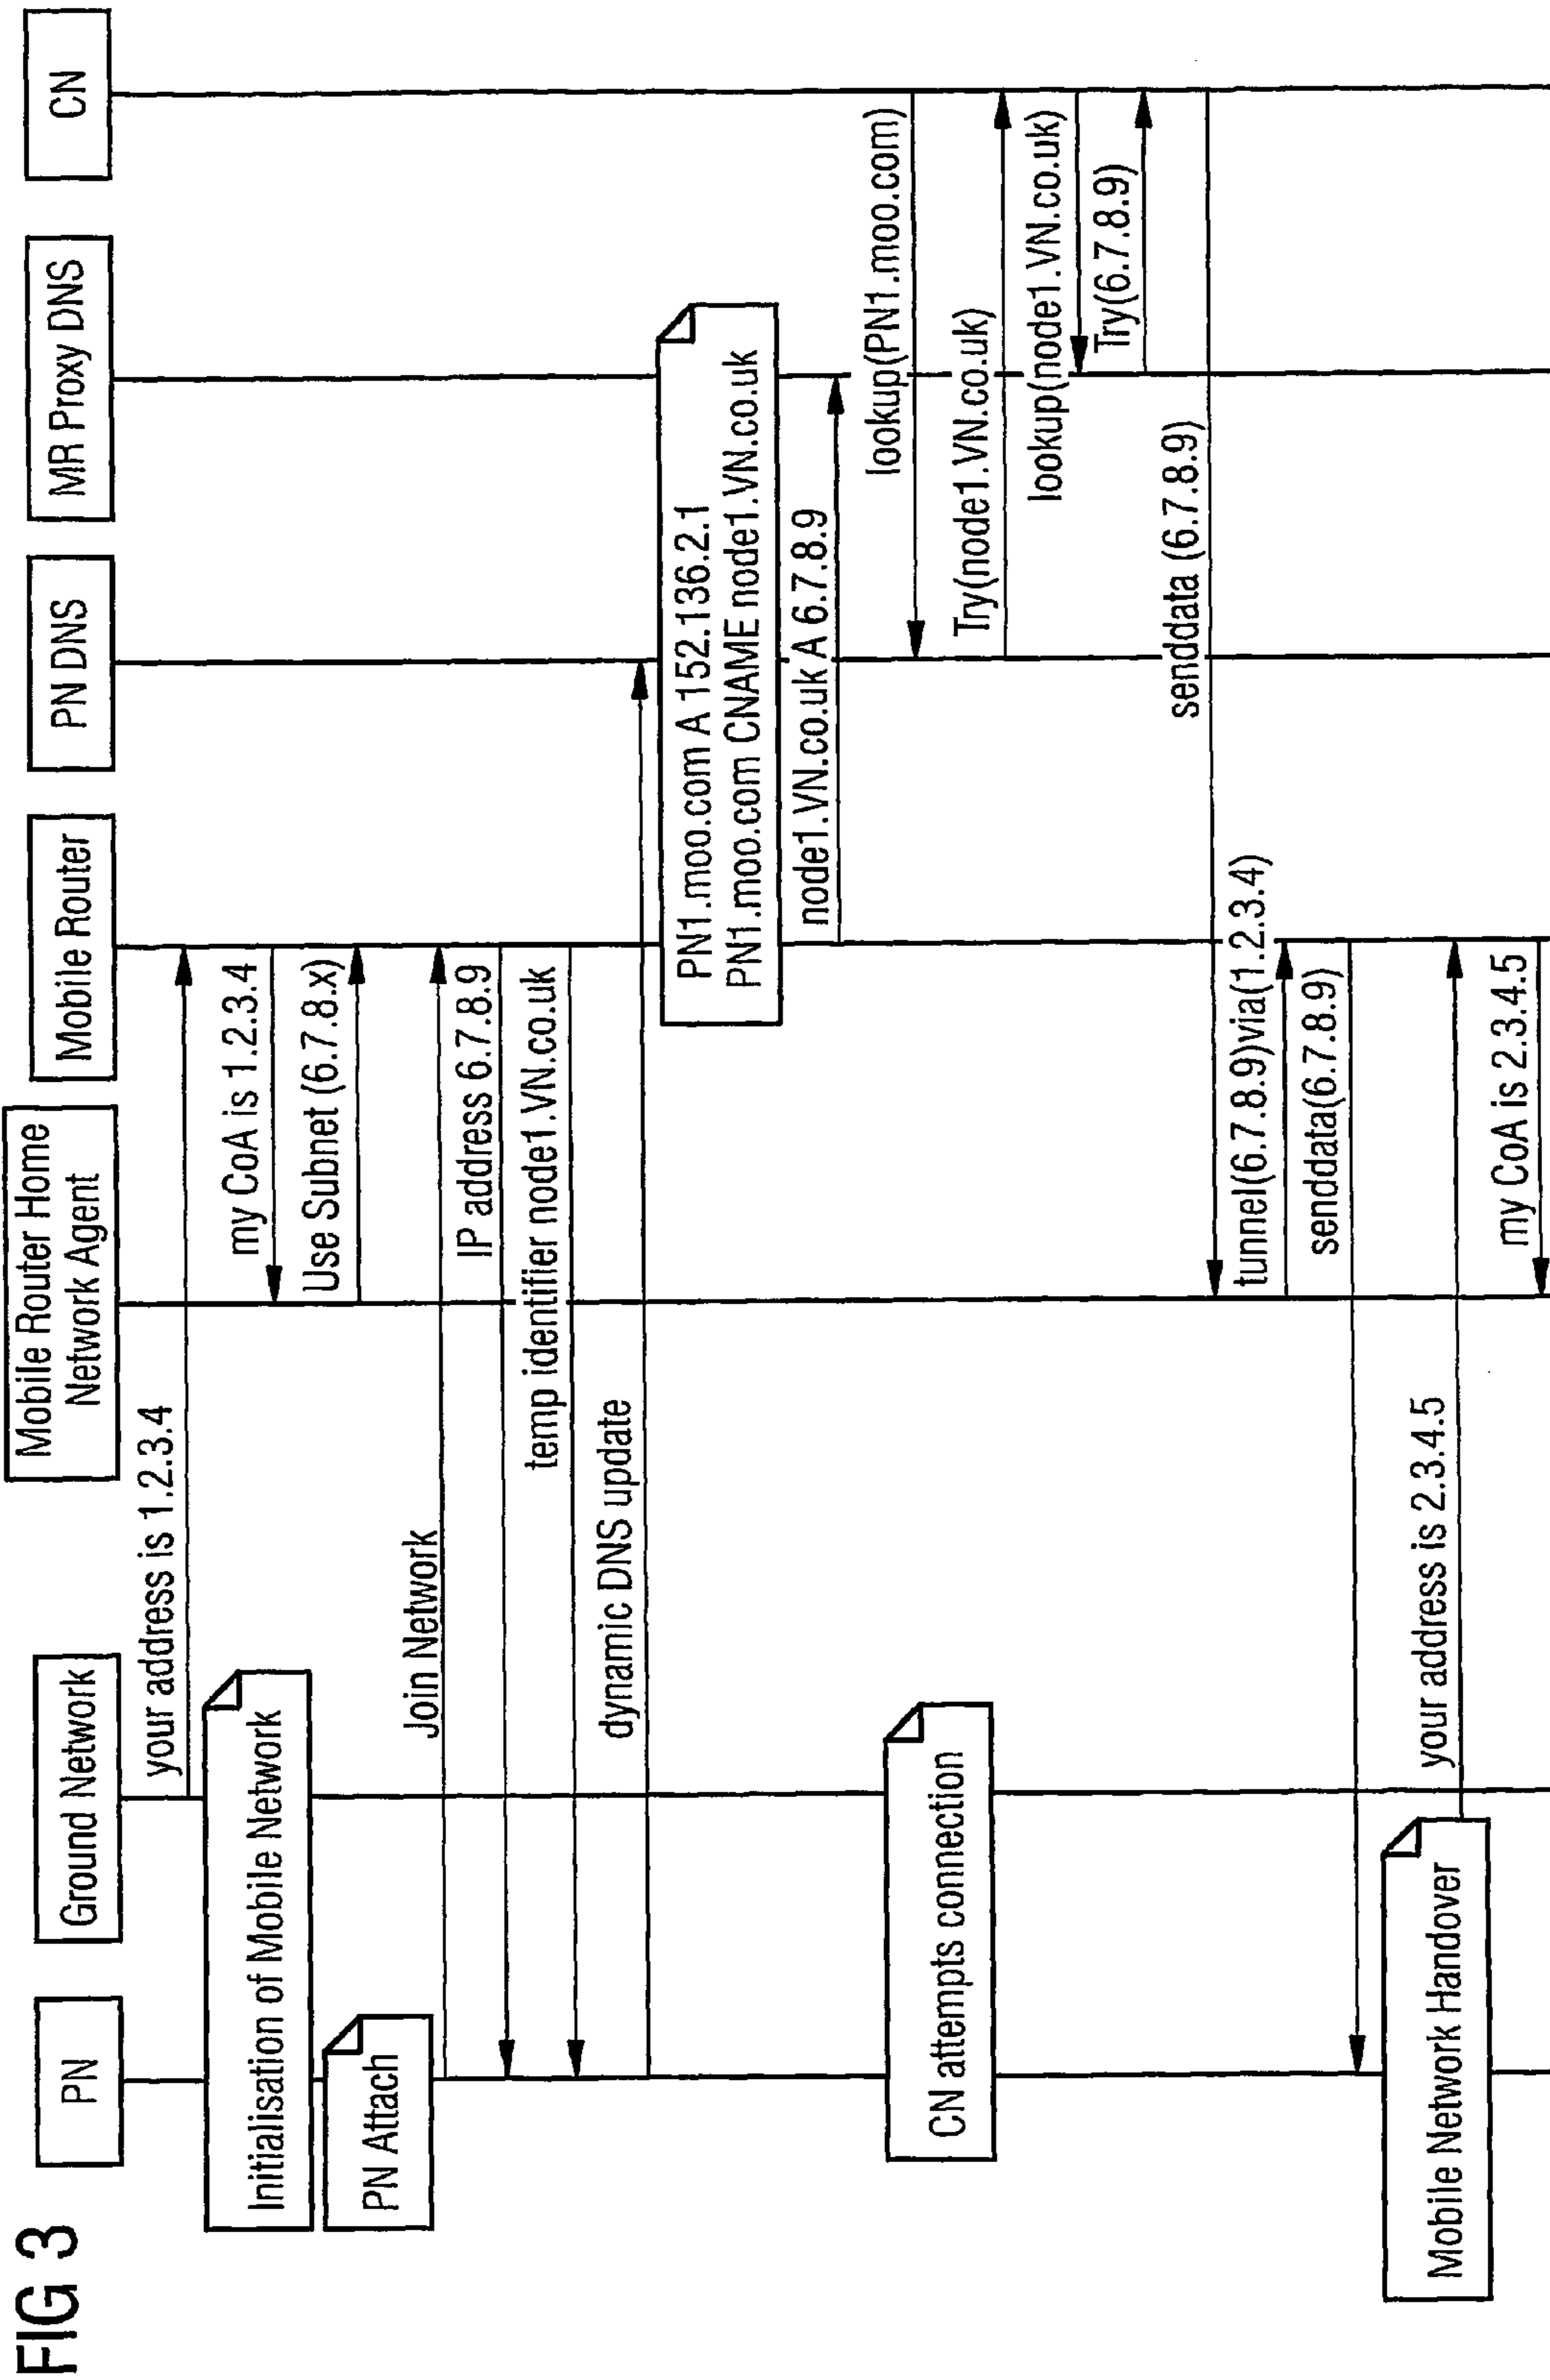 FIG 3
PN
Ground Network
Mobile Router Home
Network Agent
Mobile Router
PN DNS
MR Proxy DNS
CN
your address is 1.2.3.4
Initialisation of Mobile Network
my CoA is 1.2.3.4
Use Subnet (6.7.8.x)
PN Attach
Join Network
IP address 6.7.8.9
temp identifier node1.VN.co.uk
dynamic DNS update
PN1.moo.com A 152.136.2.1
PN1.moo.com CNAME node1.VN.co.uk
node1.VN.co.uk A 6.7.8.9
CN attempts connection
lookup(PN1.moo.com)
Try(node1.VN.co.uk)
lookup(node1.VN.co.uk)
Try(6.7.8.9)
senddata (6.7.8.9)
tunnel(6.7.8.9)via(1.2.3.4)
senddata(6.7.8.9)
Mobile Network Handover
your address is 2.3.4.5
my CoA is 2.3.4.5